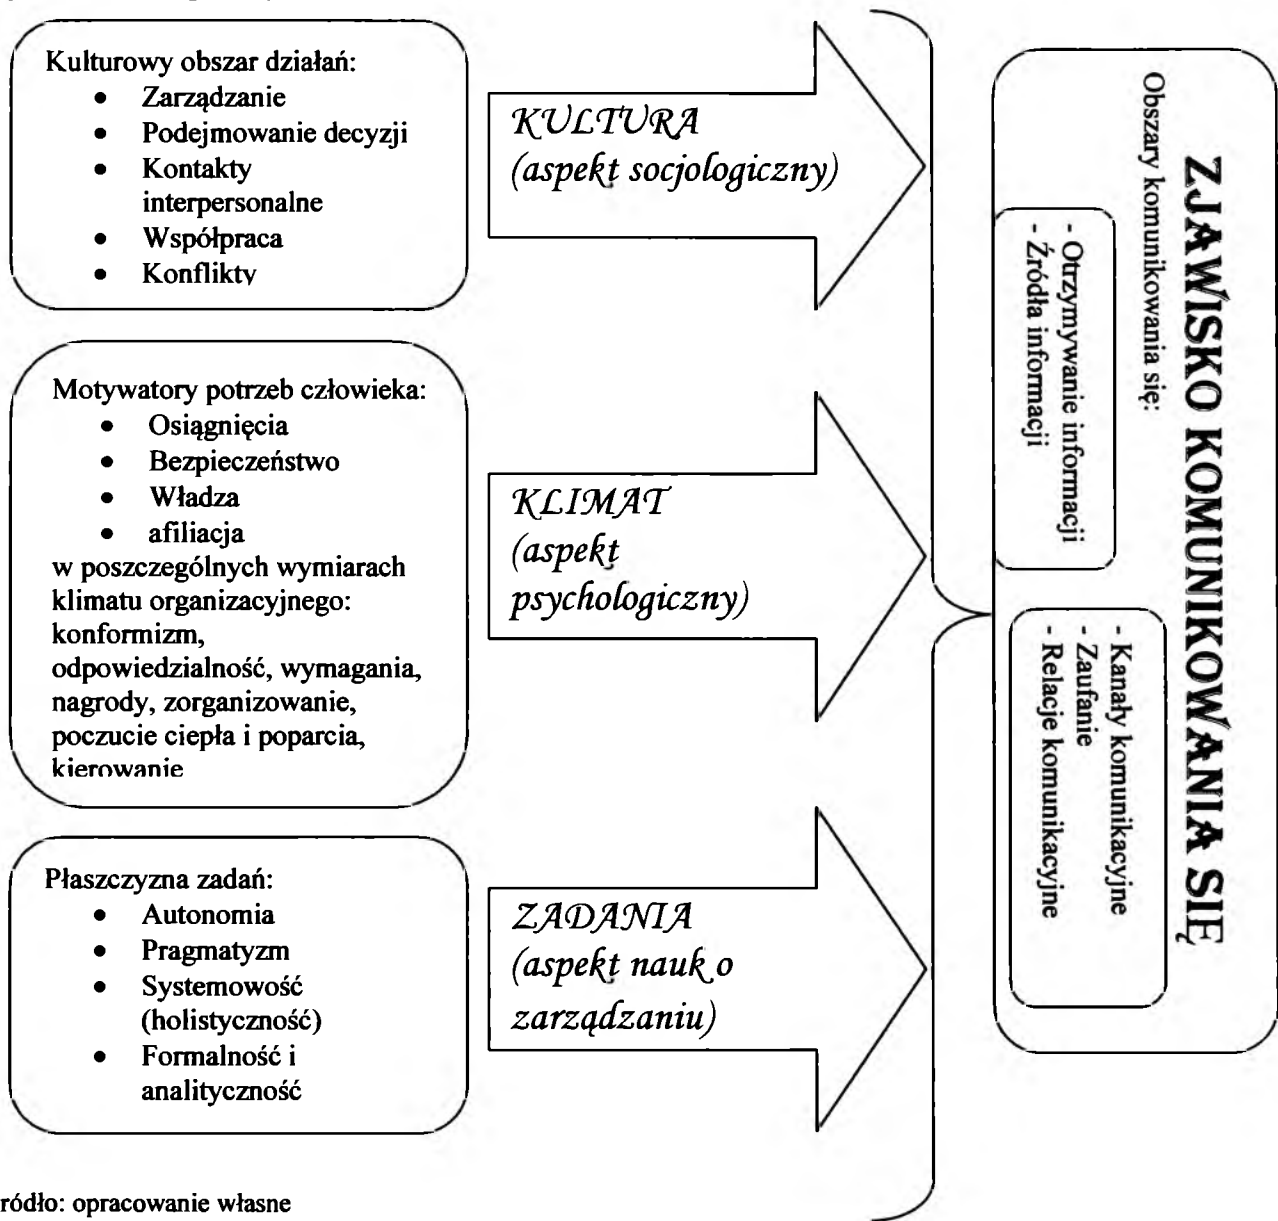 Kulturowy obszar działań:
• Zarządzanie
• Podejmowanie decyzji
• Kontakty
interpersonalne
• Współpraca
• Konflikty
KULTURA
(aspekt socjologiczny)
Motywatory potrzeb człowieka:
• Osiągnięcia
• Bezpieczeństwo
• Władza
• afiliacja
w poszczególnych wymiarach
klimatu organizacyjnego:
konformizm,
odpowiedzialność, wymagania,
nagrody, zorganizowanie,
poczucie ciepła i poparcia,
kierowanie
KLIMAT
(aspekt
psychologiczny)
Płaszczyzna zadań:
• Autonomia
• Pragmatyzm
• Systemowość
(holistyczność)
• Formalność i
analityczność
ZADANIA
(aspekt nauk o
zarządzaniu)
ZJAWISKO KOMUNIKOWANIA SIĘ
Obszary komunikowania się:
- Otrzymywanie informacji
- Źródła informacji
- Kanały komunikacyjne
- Zaufanie
- Relacje komunikacyjne
ródło: opracowanie własne